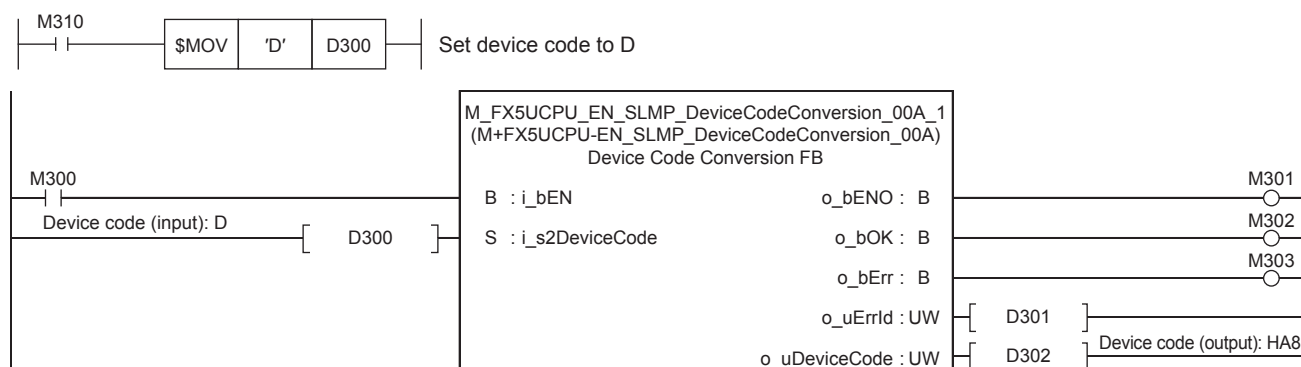 M310
$MOV 'D' D300 Set device code to D
M_FX5UCPU_EN_SLMP_DeviceCodeConversion_00A_1
(M+FX5UCPU-EN_SLMP_DeviceCodeConversion_00A)
Device Code Conversion FB
M300 M301
B : i_bEN o_bENO : B
Device code (input): D M302
D300 S : i_s2DeviceCode o_bOK : B
M303
o_bErr : B
o_uErrId : UW D301
o_uDeviceCode : UW D302 Device code (output): HA8